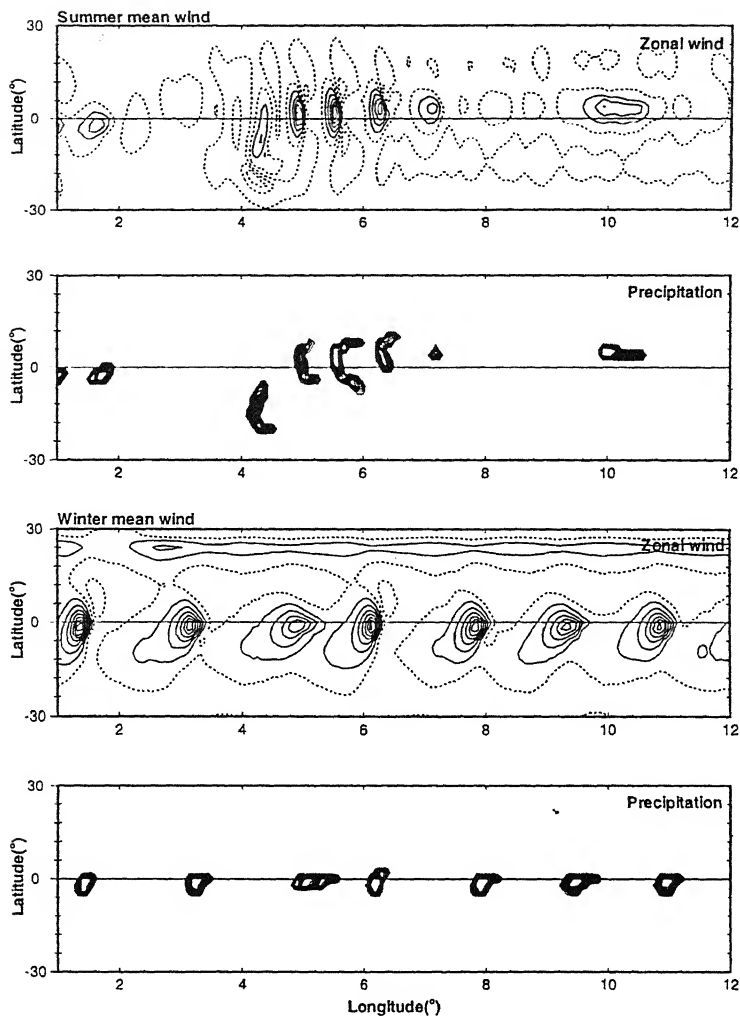 Summer mean wind
30
Zonal wind
Latitude(°)
0
-30
2 4 6 8 10 12
30
Precipitation
Latitude(°)
0
-30
2 4 6 8 10 12
Winter mean wind
30
Zonal wind
Latitude(°)
0
-30
2 4 6 8 10 12
30
Precipitation
Latitude(°)
0
-30
2 4 6 8 10 12
Longitude(°)